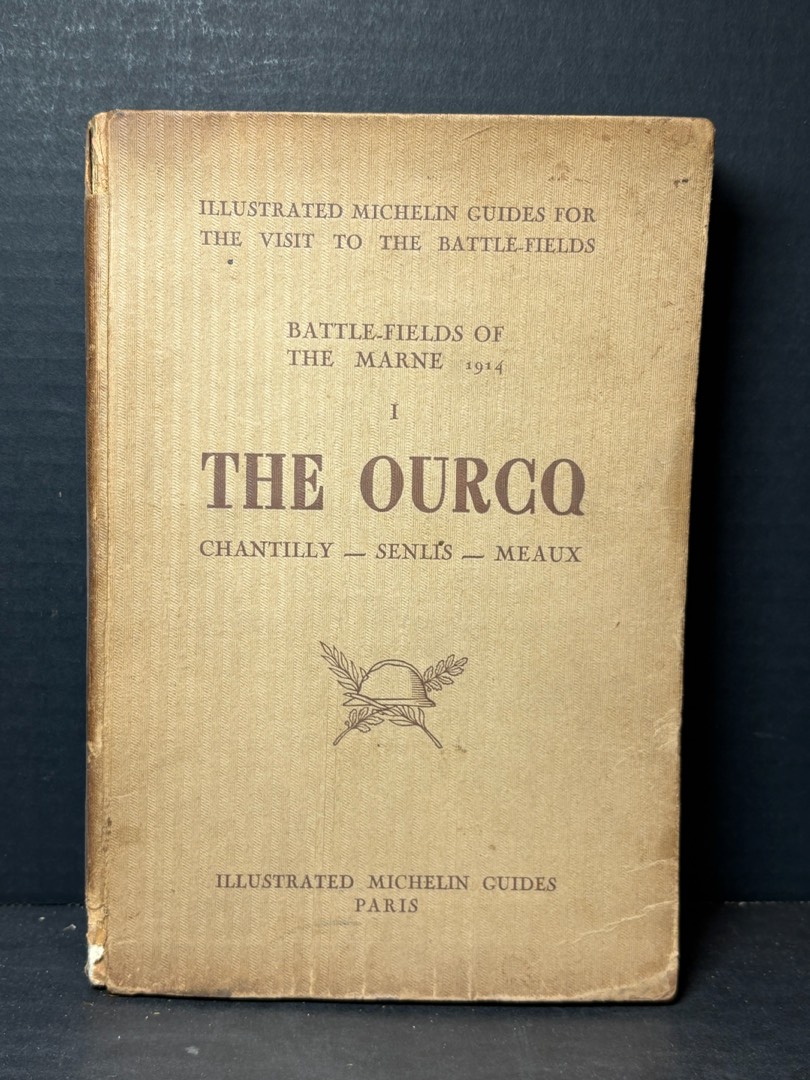 ILLUSTRATED MICHELIN GUIDES FOR
THE VISIT TO THE BATTLE-FIELDS
BATTLE-FIELDS OF
THE MARNE 1914
I
THE OURCQ
CHANTILLY — SENLIS — MEAUX
ILLUSTRATED MICHELIN GUIDES
PARIS